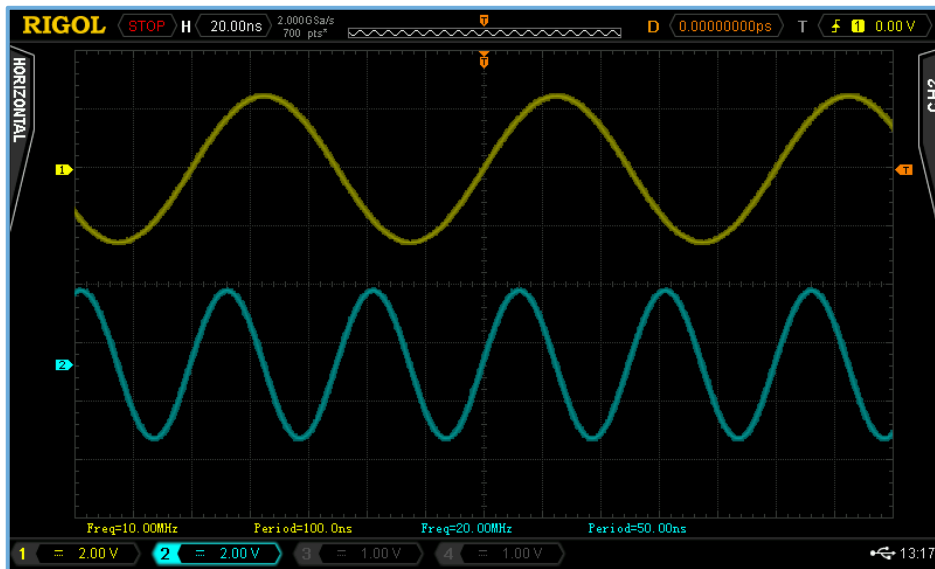 RIGOL STOP H 20.00ns 2.000GSa/s 700 pts* T D 0.00000000ps T 1 0.00 V
T
HORIZONTAL
CH2
1
T
2
Freq=10.00MHz Period=100.0ns Freq=20.00MHz Period=50.00ns
1 = 2.00 V 2 = 2.00 V 3 = 1.00 V 4 = 1.00 V 13:17